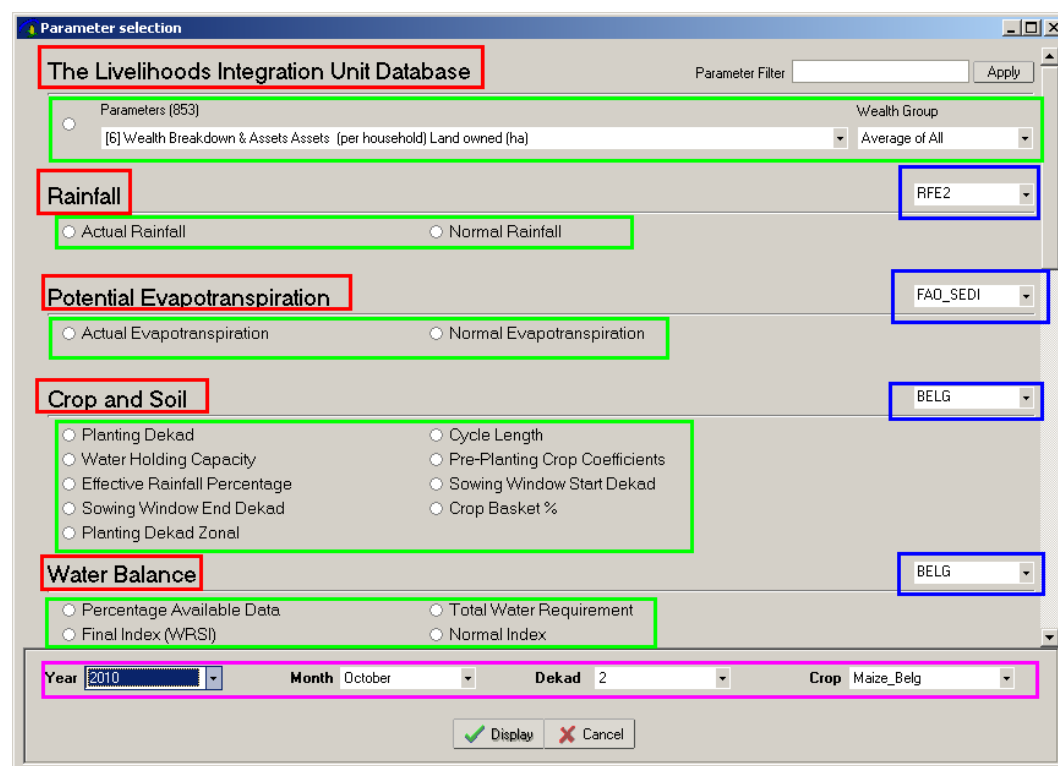 Parameter selection
The Livelihoods Integration Unit Database
Parameter Filter
Apply
Parameters (853)
Wealth Group
[6] Wealth Breakdown & Assets Assets (per household) Land owned (ha)
Average of All
Rainfall
RFE2
Actual Rainfall
Normal Rainfall
Potential Evapotranspiration
FAO_SEDI
Actual Evapotranspiration
Normal Evapotranspiration
Crop and Soil
BELG
Planting Dekad
Cycle Length
Water Holding Capacity
Pre-Planting Crop Coefficients
Effective Rainfall Percentage
Sowing Window Start Dekad
Sowing Window End Dekad
Crop Basket %
Planting Dekad Zonal
Water Balance
BELG
Percentage Available Data
Total Water Requirement
Final Index (WRSI)
Normal Index
Year 2010 Month October Dekad 2 Crop Maize_Belg
Display Cancel